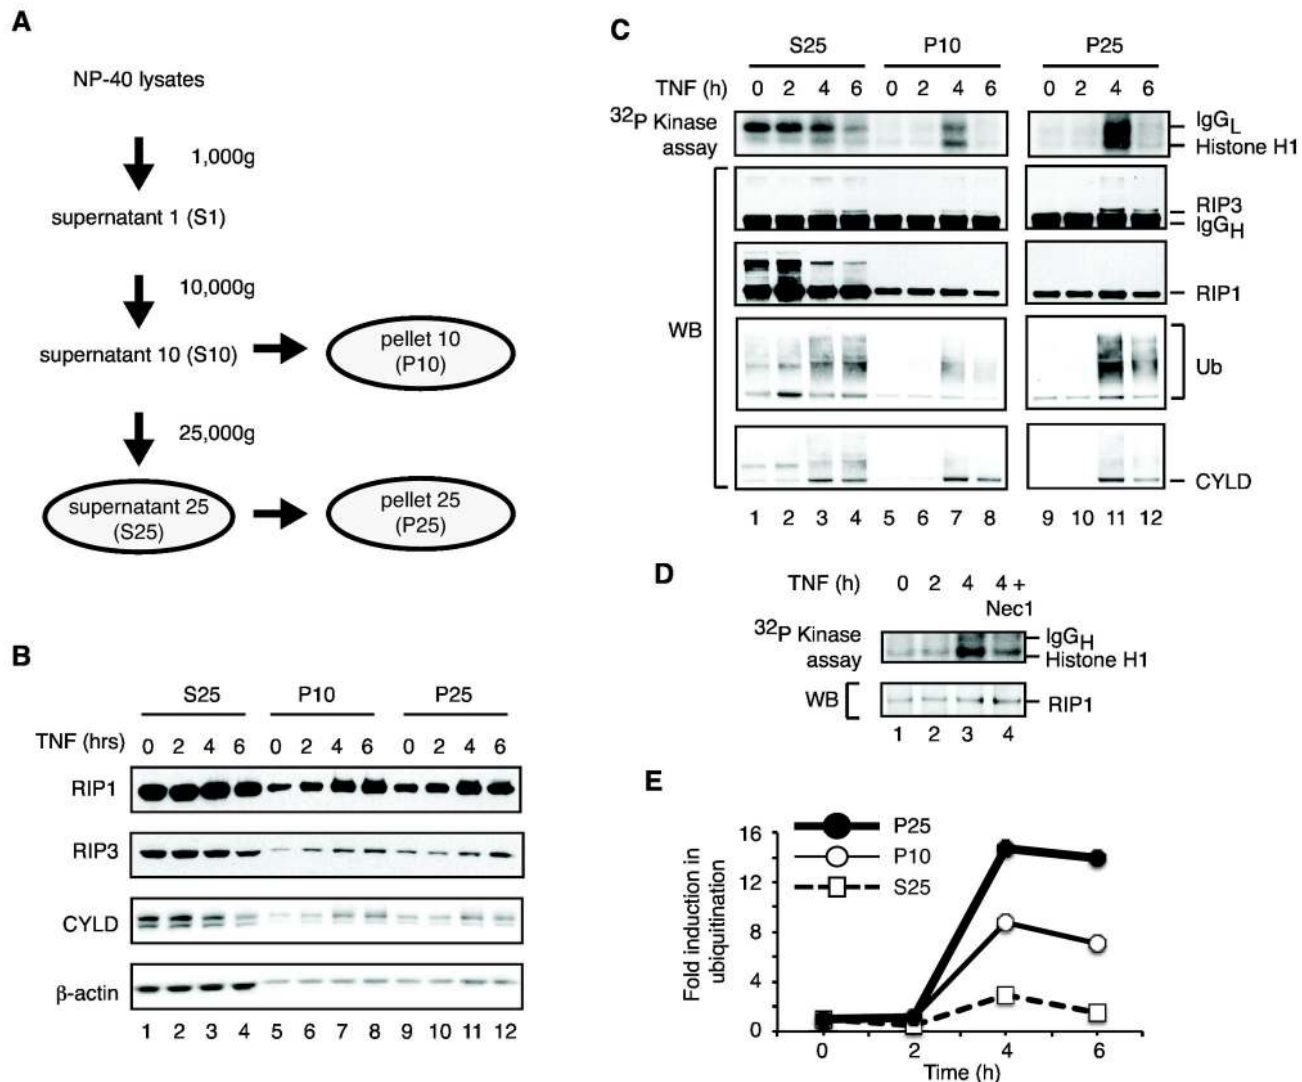 A
NP-40 lysates
1,000g
supernatant 1 (S1)
10,000g
supernatant 10 (S10)
pellet 10
(P10)
25,000g
supernatant 25
(S25)
pellet 25
(P25)
B
S25 P10 P25
TNF (hrs) 0 2 4 6 0 2 4 6 0 2 4 6
RIP1
RIP3
CYLD
β-actin
1 2 3 4 5 6 7 8 9 10 11 12
C
S25 P10 P25
TNF (h) 0 2 4 6 0 2 4 6 0 2 4 6
32P Kinase
assay
IgGL
Histone H1
RIP3
IgGH
RIP1
WB
Ub
CYLD
1 2 3 4 5 6 7 8 9 10 11 12
D
TNF (h) 0 2 4 4 +
Nec1
32P Kinase
assay
IgGH
Histone H1
WB
RIP1
1 2 3 4
E
P25
P10
S25
Fold induction in
ubiquitination
16
12
8
4
0
0 2 4 6
Time (h)